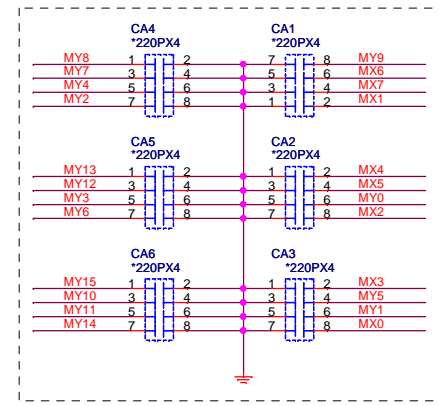 CA4 CA1
*220PX4 *220PX4
MY8 1 2 7 8 MY9
MY7 3 4 5 6 MX6
MY4 5 6 3 4 MX7
MY2 7 8 1 2 MX1
CA5 CA2
*220PX4 *220PX4
MY13 1 2 1 2 MX4
MY12 3 4 3 4 MX5
MY3 5 6 5 6 MY0
MY6 7 8 7 8 MX2
CA6 CA3
*220PX4 *220PX4
MY15 1 2 1 2 MX3
MY10 3 4 3 4 MY5
MY11 5 6 5 6 MY1
MY14 7 8 7 8 MX0